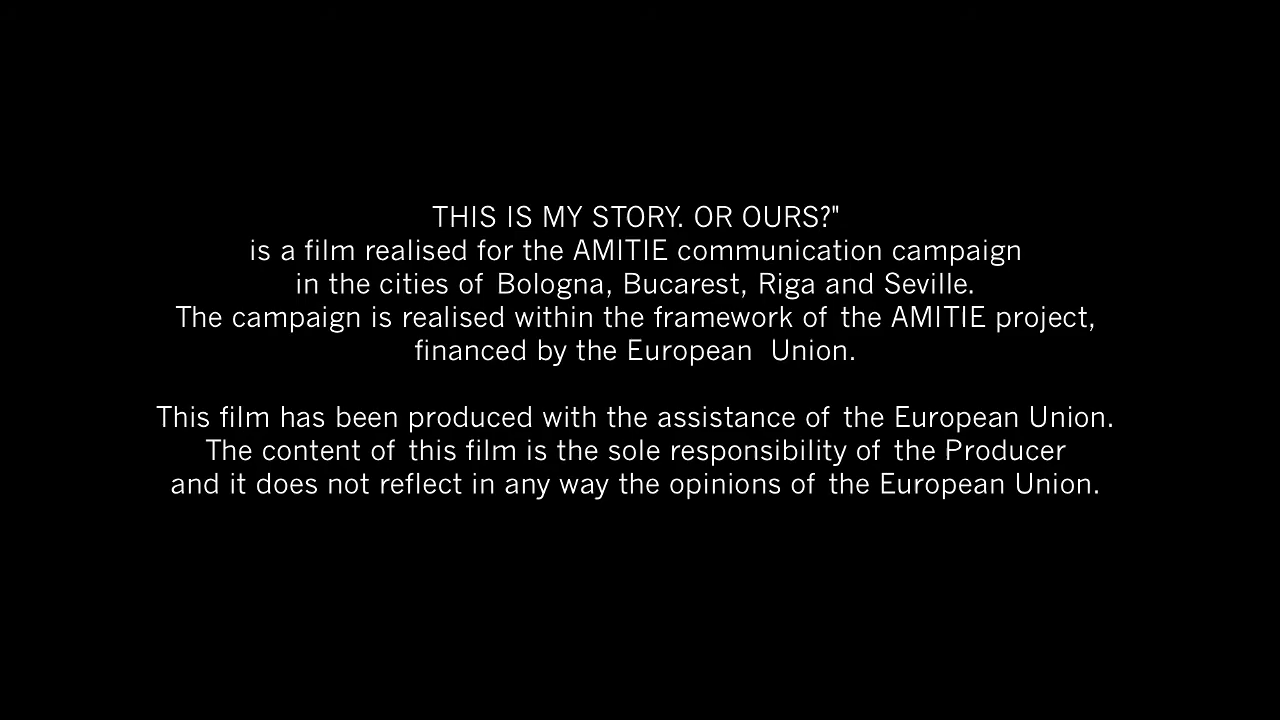 THIS IS MY STORY. OR OURS?"
is a film realised for the AMITIE communication campaign
in the cities of Bologna, Bucarest, Riga and Seville.
The campaign is realised within the framework of the AMITIE project,
financed by the European Union.
This film has been produced with the assistance of the European Union.
The content of this film is the sole responsibility of the Producer
and it does not reflect in any way the opinions of the European Union.